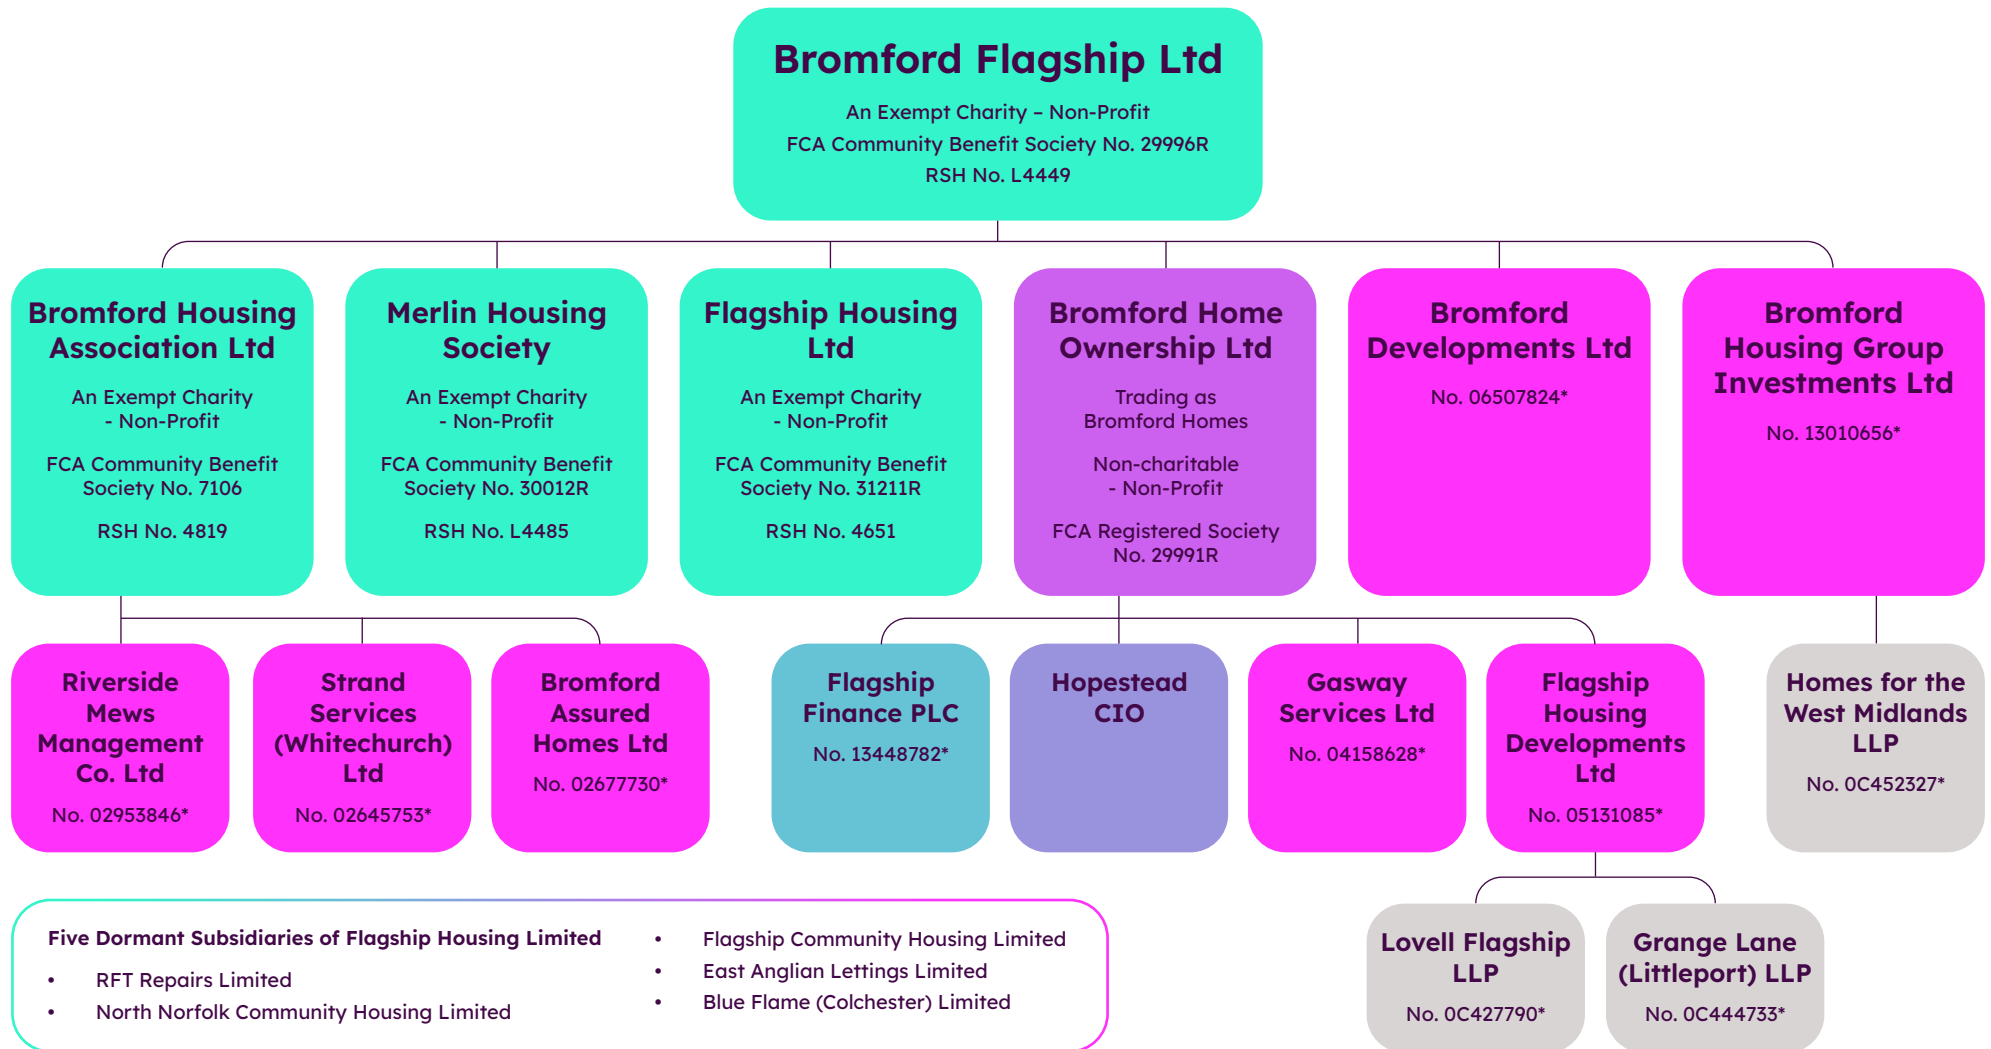 Bromford Flagship Ltd
An Exempt Charity – Non-Profit
FCA Community Benefit Society No. 29996R
RSH No. L4449
Bromford Housing
Association Ltd
An Exempt Charity
- Non-Profit
FCA Community Benefit
Society No. 7106
RSH No. 4819
Merlin Housing
Society
An Exempt Charity
- Non-Profit
FCA Community Benefit
Society No. 30012R
RSH No. L4485
Flagship Housing
Ltd
An Exempt Charity
- Non-Profit
FCA Community Benefit
Society No. 31211R
RSH No. 4651
Bromford Home
Ownership Ltd
Trading as
Bromford Homes
Non-charitable
- Non-Profit
FCA Registered Society
No. 29991R
Bromford
Developments Ltd
No. 06507824*
Bromford
Housing Group
Investments Ltd
No. 13010656*
Riverside
Mews
Management
Co. Ltd
No. 02953846*
Strand
Services
(Whitechurch)
Ltd
No. 02645753*
Bromford
Assured
Homes Ltd
No. 02677730*
Flagship
Finance PLC
No. 13448782*
Hopestead
CIO
Gasway
Services Ltd
No. 04158628*
Flagship
Housing
Developments
Ltd
No. 05131085*
Homes for the
West Midlands
LLP
No. 0C452327*
Lovell Flagship
LLP
No. 0C427790*
Grange Lane
(Littleport) LLP
No. 0C444733*
Five Dormant Subsidiaries of Flagship Housing Limited
• RFT Repairs Limited
• North Norfolk Community Housing Limited
• Flagship Community Housing Limited
• East Anglian Lettings Limited
• Blue Flame (Colchester) Limited